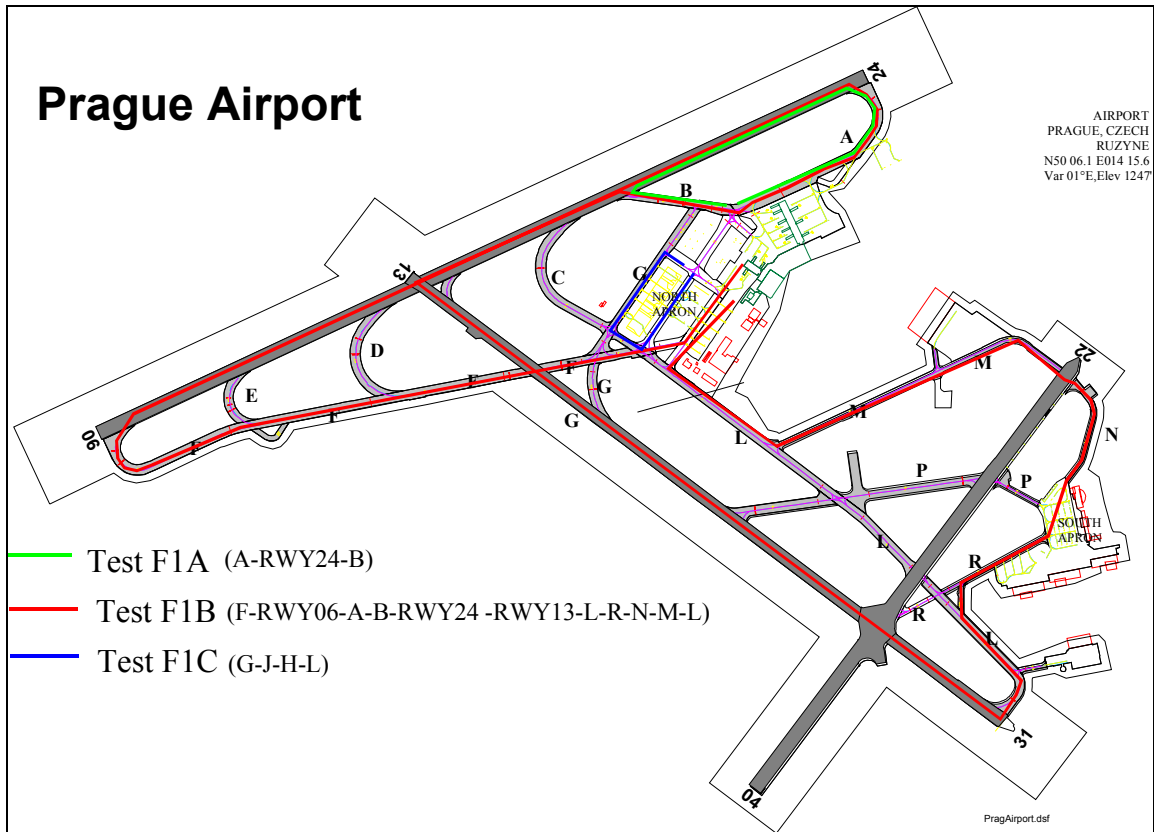 Prague Airport
24
AIRPORT
PRAGUE, CZECH
RUZYNE
N50 06.1 E014 15.6
Var 01°E,Elev 1247'
A
B
13
C
G
NORTH
APRON
D
F
F
M
22
E
G
F
M
G
06
F
L
N
P
P
SOUTH
APRON
L
R
Test F1A (A-RWY24-B)
R
Test F1B (F-RWY06-A-B-RWY24 -RWY13-L-R-N-M-L)
L
Test F1C (G-J-H-L)
31
04
PragAirport.dsf